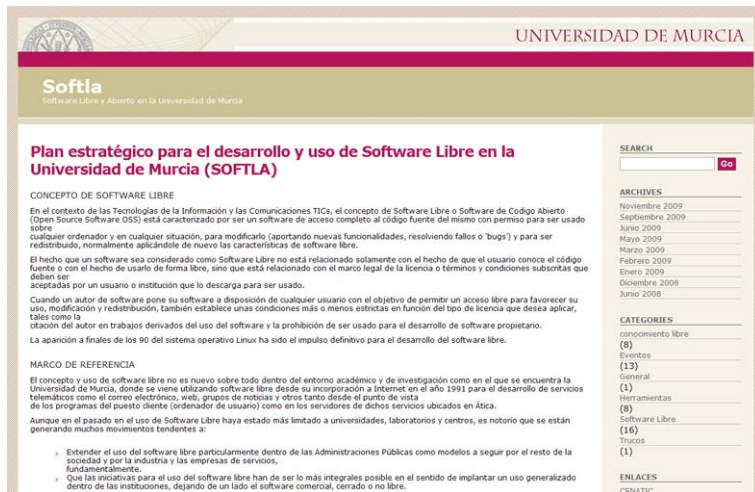 UNIVERSIDAD DE MURCIA
Softla
Software Libre y Abierto en la Universidad de Murcia
Plan estratégico para el desarrollo y uso de Software Libre en la
Universidad de Murcia (SOFTLA)
CONCEPTO DE SOFTWARE LIBRE
En el contexto de las Tecnologías de la Información y las Comunicaciones TICs, el concepto de Software Libre o Software de Codigo Abierto
(Open Source Software OSS) está caracterizado por ser un software de acceso completo al código fuente del mismo con permiso para ser usado
sobre
cualquier ordenador y en cualquier situación, para modificarlo (aportando nuevas funcionalidades, resolviendo fallos o 'bugs') y para ser
redistribuido, normalmente aplicándole de nuevo las características de software libre.
El hecho que un software sea considerado como Software Libre no está relacionado solamente con el hecho de que el usuario conoce el código
fuente o con el hecho de usarlo de forma libre, sino que está relacionado con el marco legal de la licencia o términos y condiciones subscritas que
deben ser
aceptadas por un usuario o institución que lo descarga para ser usado.
Cuando un autor de software pone su software a disposición de cualquier usuario con el objetivo de permitir un acceso libre para favorecer su
uso, modificación y redistribución, también establece unas condiciones más o menos estrictas en función del tipo de licencia que desea aplicar,
tales como la
citación del autor en trabajos derivados del uso del software y la prohibición de ser usado para el desarrollo de software propietario.
La aparición a finales de los 90 del sistema operativo Linux ha sido el impulso definitivo para el desarrollo del software libre.
MARCO DE REFERENCIA
El concepto y uso de software libre no es nuevo sobre todo dentro del entorno académico y de investigación como en el que se encuentra la
Universidad de Murcia, donde se viene utilizando software libre desde su incorporación a Internet en el año 1991 para el desarrollo de servicios
telemáticos como el correo electrónico, web, grupos de noticias y otros tanto desde el punto de vista
de los programas del puesto cliente (ordenador de usuario) como en los servidores de dichos servicios ubicados en Ática.
Aunque en el pasado en el uso de Software Libre haya estado más limitado a universidades, laboratorios y centros, es notorio que se están
generando muchos movimientos tendentes a:
Extender el uso del software libre particularmente dentro de las Administraciones Públicas como modelos a seguir por el resto de la
sociedad y por la industria y las empresas de servicios,
fundamentalmente.
Que las iniciativas para el uso del software libre han de ser lo más integrales posible en el sentido de implantar un uso generalizado
dentro de las instituciones, dejando de un lado el software comercial, cerrado o no libre.
SEARCH
Go
ARCHIVES
Noviembre 2009
Septiembre 2009
Junio 2009
Mayo 2009
Marzo 2009
Febrero 2009
Enero 2009
Diciembre 2008
Junio 2008
CATEGORIES
conocimiento libre
(8)
Eventos
(13)
General
(1)
Herramientas
(8)
Software Libre
(16)
Trucos
(1)
ENLACES
CENATIC